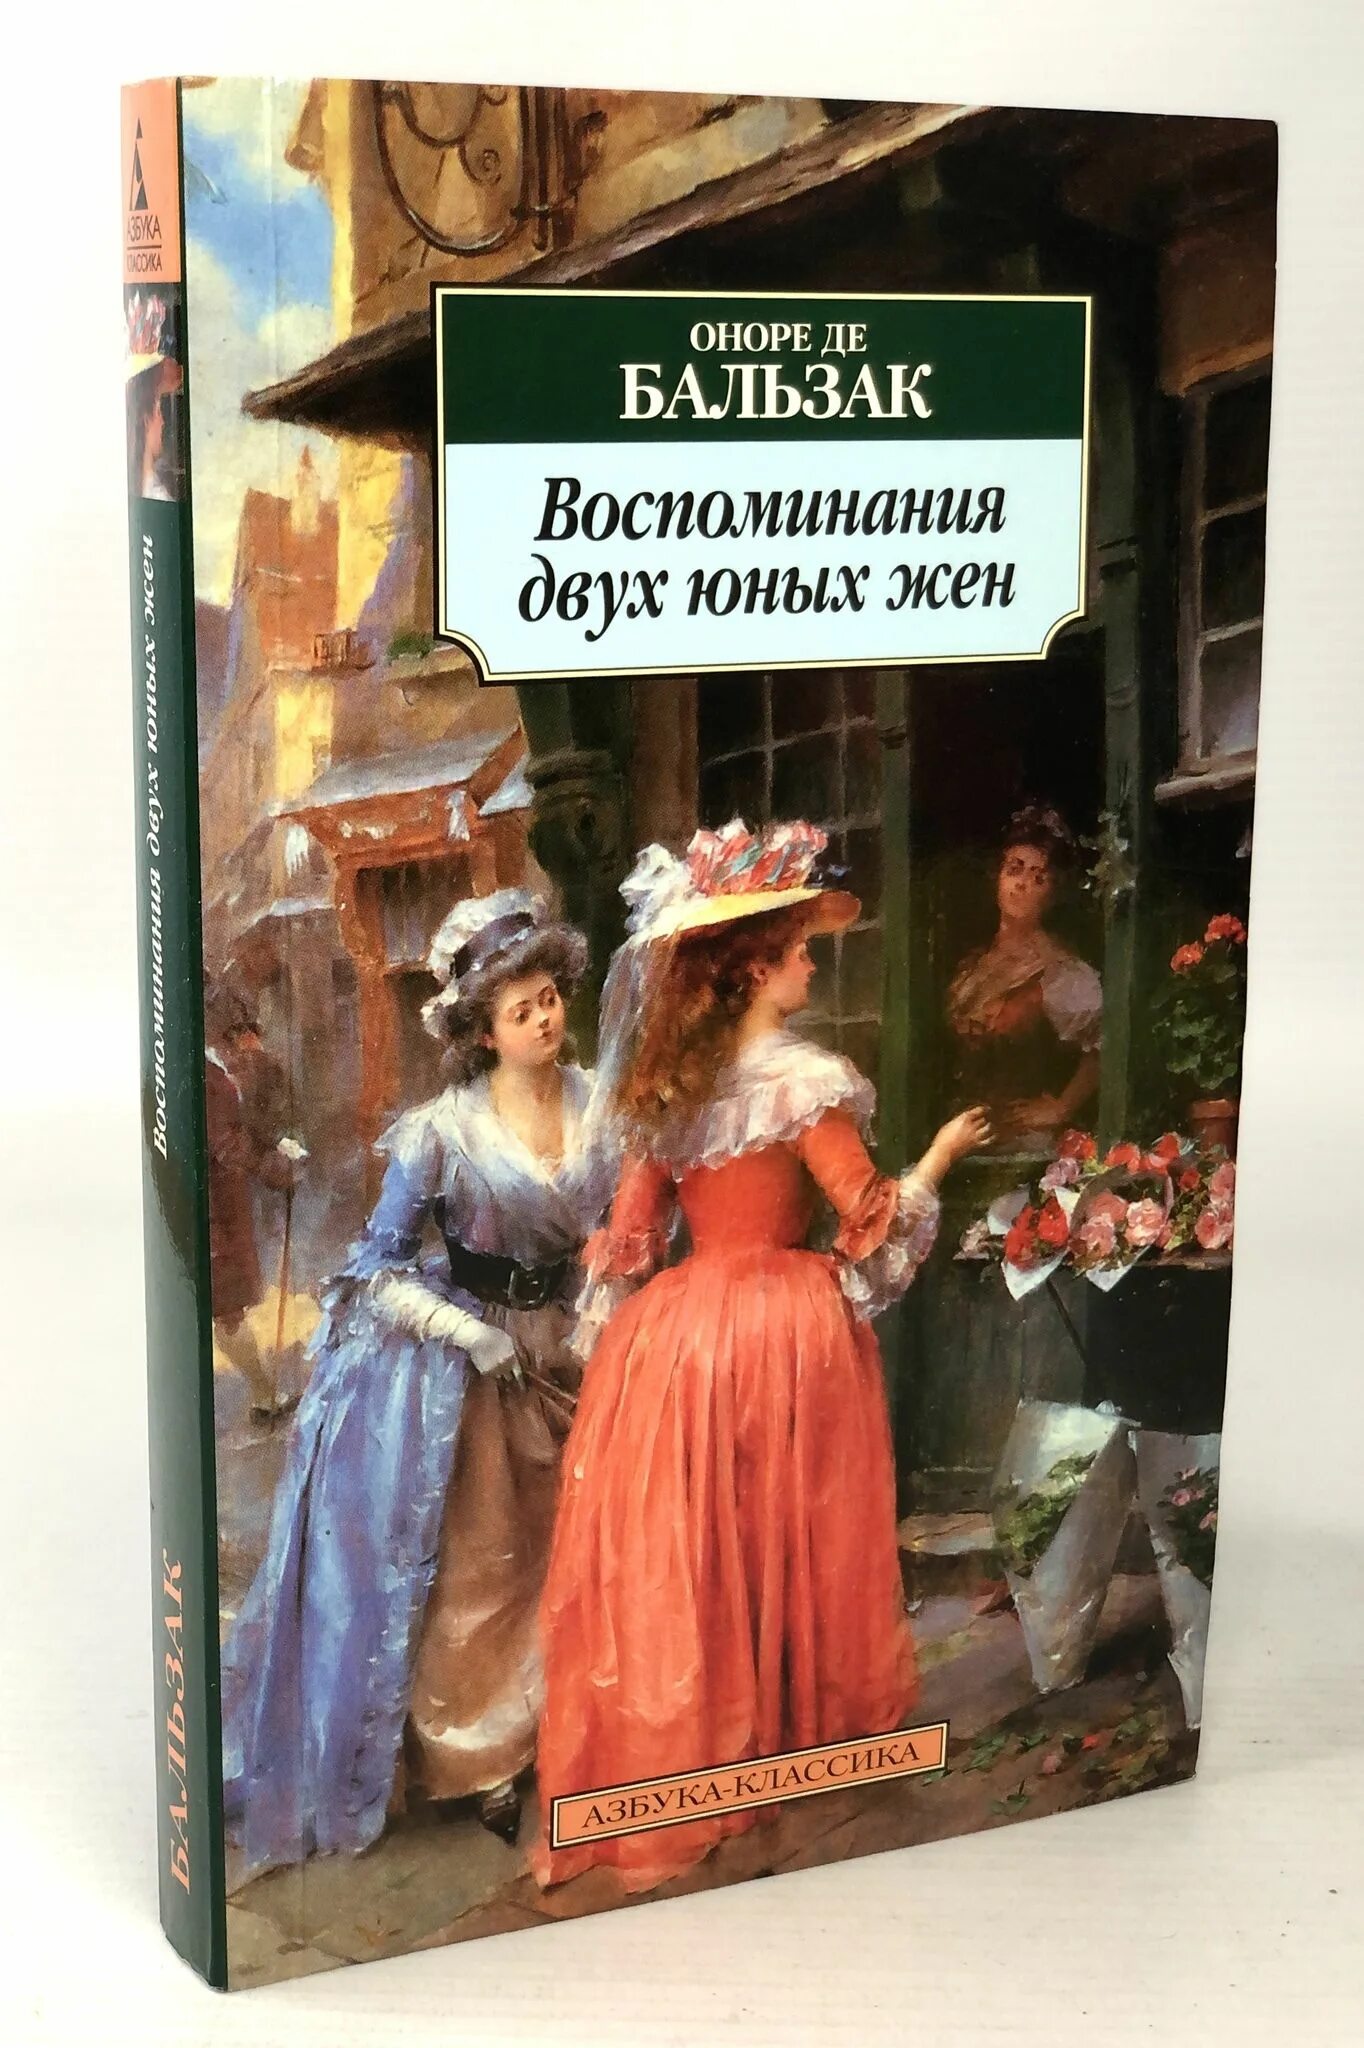 АЗБУКА
КЛАССИКА
Воспоминания двух юных жен
БАЛЬЗАК
ОНОРЕ ДЕ
БАЛЬЗАК
Воспоминания
двух юных жен
АЗБУКА-КЛАССИКА